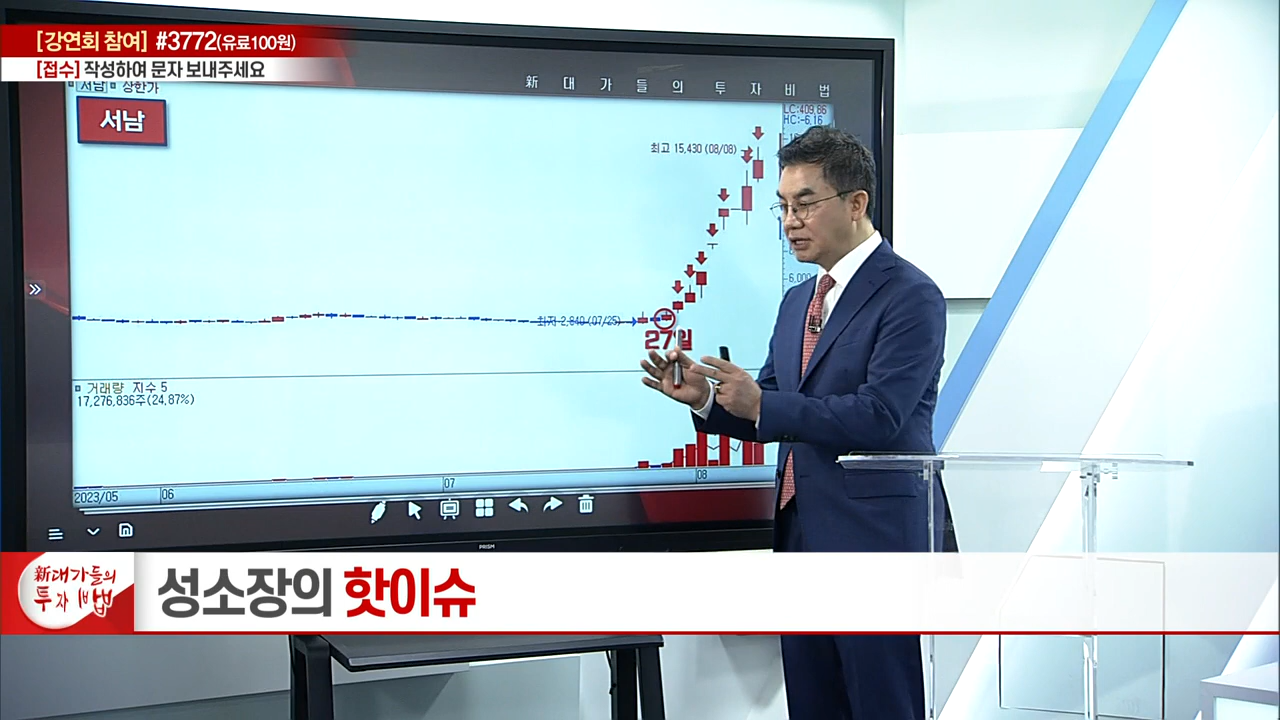 [강연회 참여] #3772(유료100원)
[접수] 작성하여 문자 보내주세요
新 대 가 들 의 투 자 비 법
서남 상한가
서남
LC:409.86
HC:-6.16
최고 15,430 (08/08)
6,000
최저 2,640 (07/25)
27일
거래량 지수 5
17,276,836주(24.87%)
2023/05 06 07 08
PRISM
新대가들의
투자비법
성소장의 핫이슈